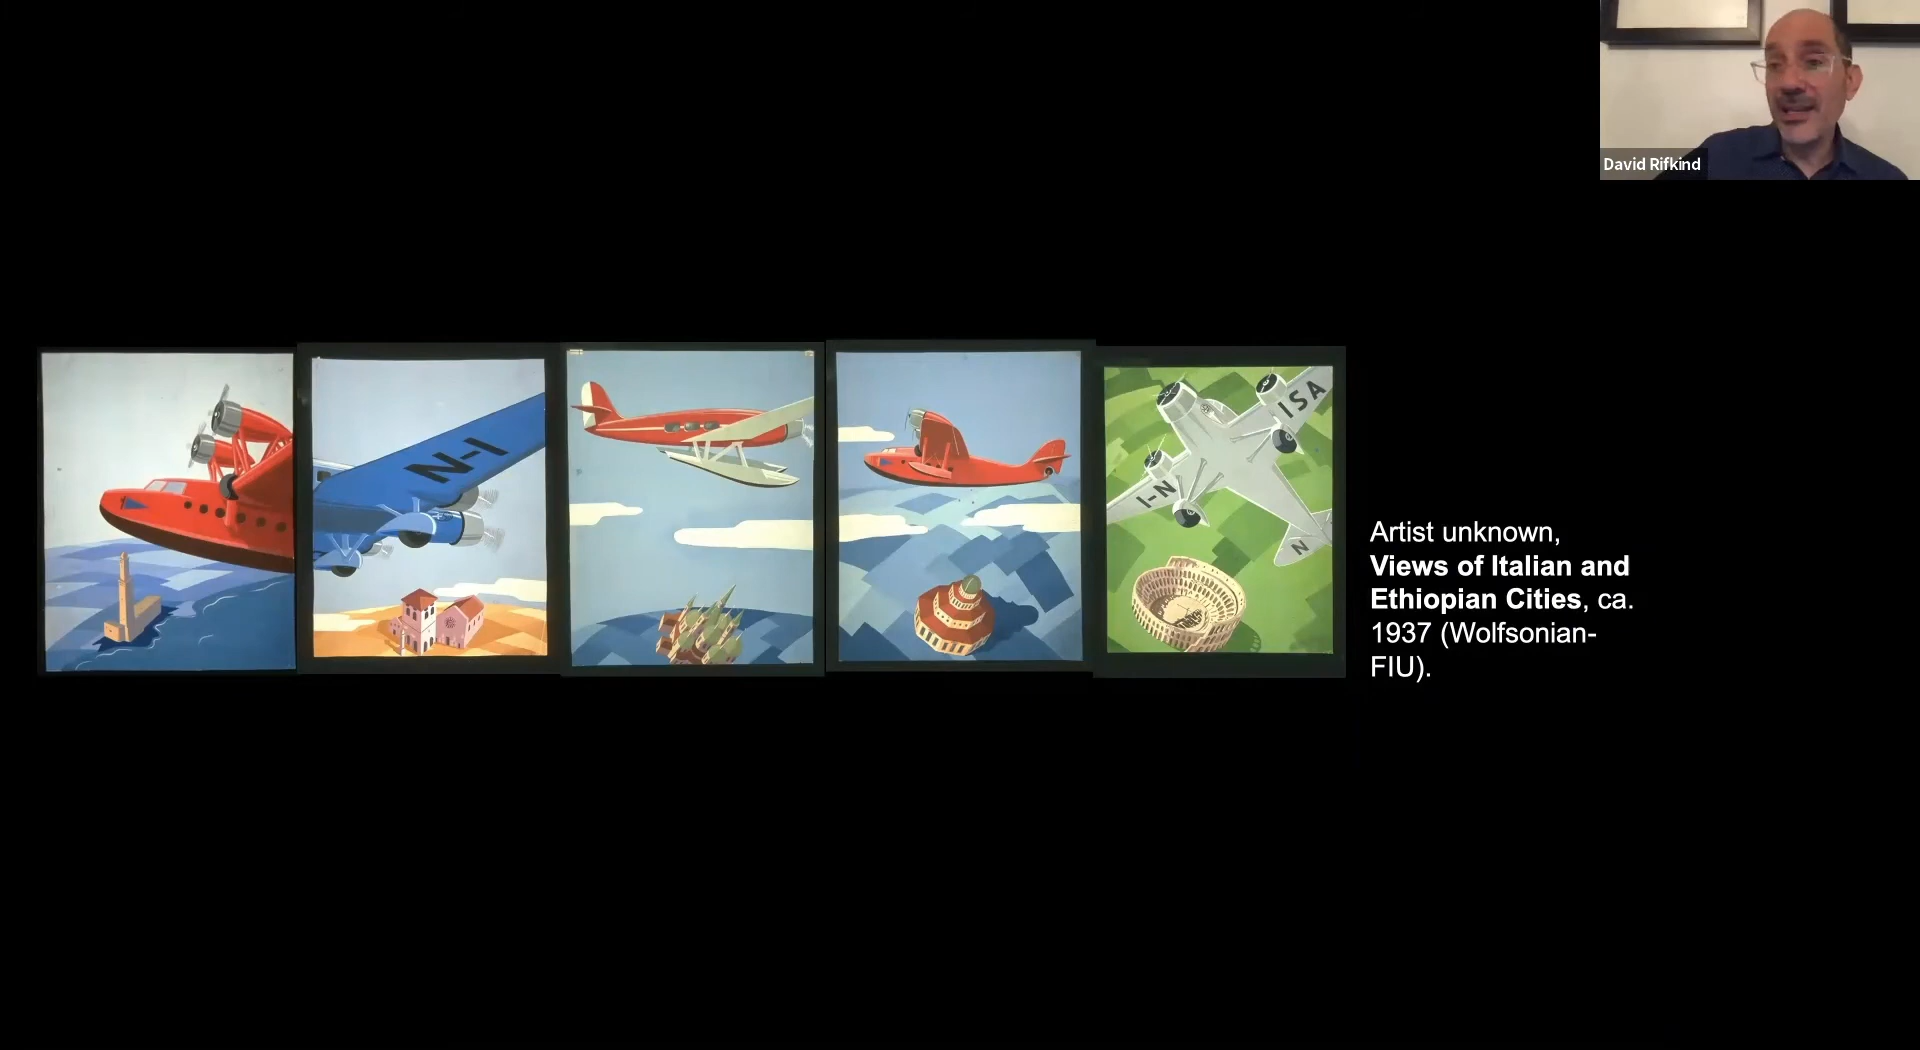 David Rifkind
N-I
ISA
I-N
N
Artist unknown,
Views of Italian and
Ethiopian Cities, ca.
1937 (Wolfsonian-
FIU).